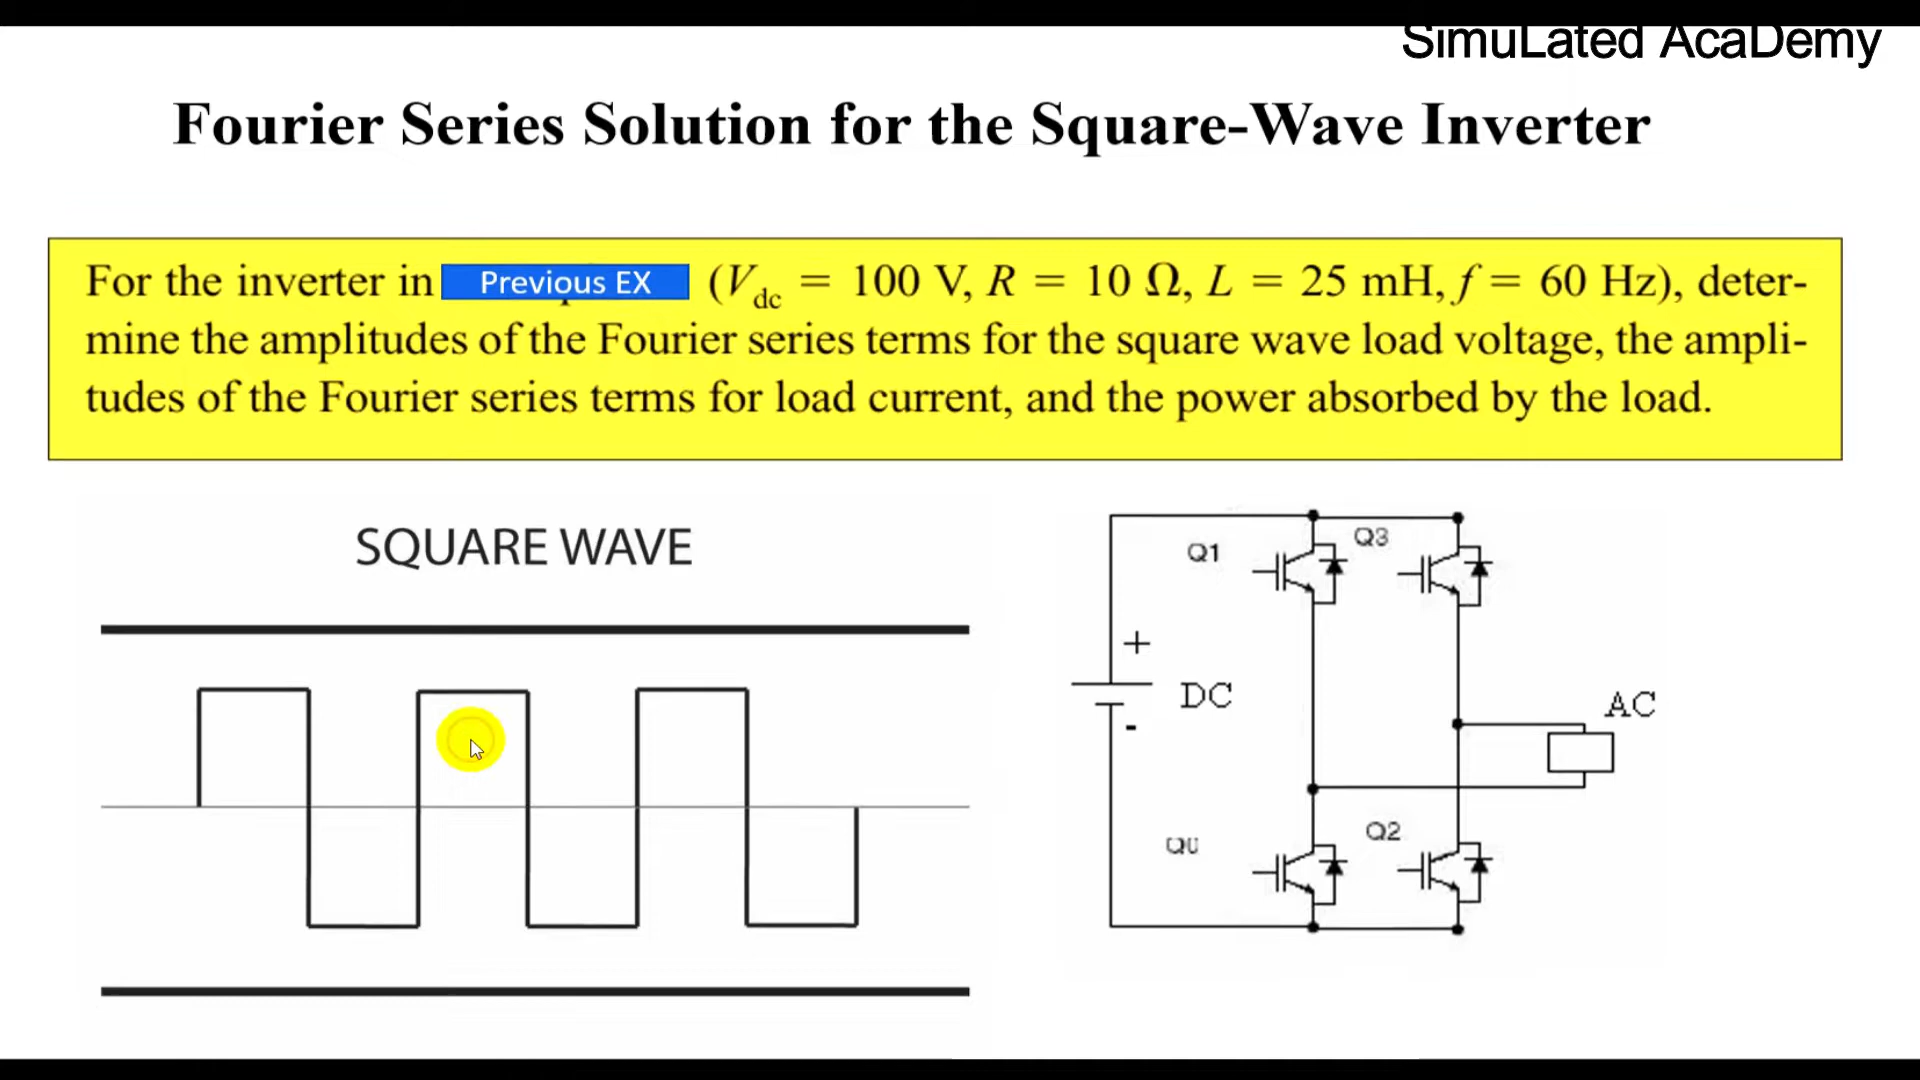 SimuLated AcaDemy
Fourier Series Solution for the Square-Wave Inverter
For the inverter in Previous EX (Vdc = 100 V, R = 10 Ω, L = 25 mH, f = 60 Hz), deter-
mine the amplitudes of the Fourier series terms for the square wave load voltage, the ampli-
tudes of the Fourier series terms for load current, and the power absorbed by the load.
SQUARE WAVE
Q1
Q3
+
DC
-
AC
Q2